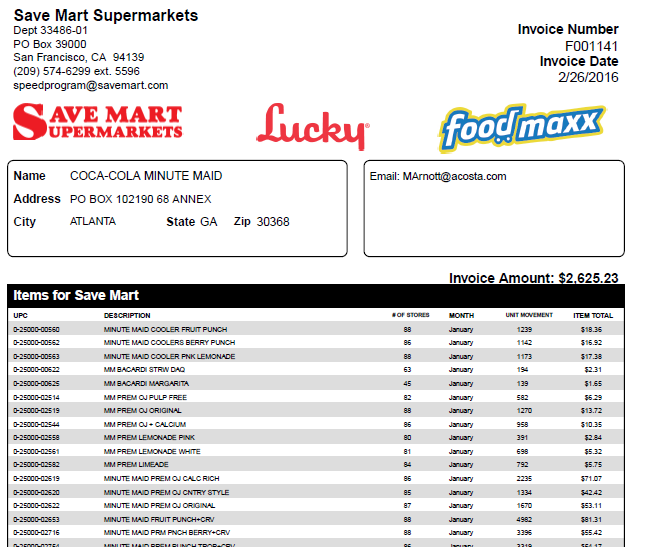 Save Mart Supermarkets
Dept 33486-01
PO Box 39000
San Francisco, CA 94139
(209) 574-6299 ext. 5596
speedprogram@savemart.com
Invoice Number
F001141
Invoice Date
2/26/2016
SAVE MART
SUPERMARKETS
Lucky®
food maxx
Name COCA-COLA MINUTE MAID
Address PO BOX 102190 68 ANNEX
City ATLANTA State GA Zip 30368
Email: MArnott@acosta.com
Invoice Amount: $2,625.23
Items for Save Mart
UPC DESCRIPTION # OF STORES MONTH UNIT MOVEMENT ITEM TOTAL
0-25000-00560 MINUTE MAID COOLER FRUIT PUNCH 88 January 1239 $18.36
0-25000-00562 MINUTE MAID COOLERS BERRY PUNCH 86 January 1142 $16.92
0-25000-00563 MINUTE MAID COOLER PNK LEMONADE 88 January 1173 $17.38
0-25000-00622 MM BACARDI STRW DAQ 63 January 194 $2.31
0-25000-00625 MM BACARDI MARGARITA 45 January 139 $1.65
0-25000-02514 MM PREM OJ PULP FREE 82 January 582 $6.29
0-25000-02519 MM PREM OJ ORIGINAL 88 January 1270 $13.72
0-25000-02544 MM PREM OJ + CALCIUM 86 January 958 $10.35
0-25000-02558 MM PREM LEMONADE PINK 80 January 391 $2.84
0-25000-02561 MM PREM LEMONADE WHITE 81 January 698 $5.32
0-25000-02582 MM PREM LIMEADE 84 January 792 $5.75
0-25000-02619 MINUTE MAID PREM OJ CALC RICH 86 January 2235 $71.07
0-25000-02620 MINUTE MAID PREM OJ CNTRY STYLE 85 January 1334 $42.42
0-25000-02622 MINUTE MAID PREM OJ ORIGINAL 87 January 1670 $53.11
0-25000-02653 MINUTE MAID FRUIT PUNCH+CRV 88 January 4982 $81.31
0-25000-02716 MINUTE MAID PRM PNCH BERRY+CRV 88 January 3396 $55.42